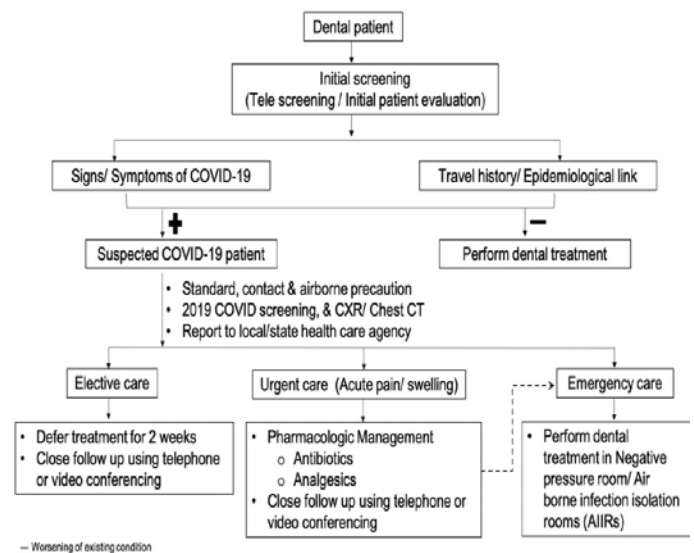 Dental patient
Initial screening
(Tele screening / Initial patient evaluation)
Signs/ Symptoms of COVID-19
Travel history/ Epidemiological link
+
−
Suspected COVID-19 patient
Perform dental treatment
• Standard, contact & airborne precaution
• 2019 COVID screening, & CXR/ Chest CT
• Report to local/state health care agency
Elective care
Urgent care (Acute pain/ swelling)
Emergency care
• Defer treatment for 2 weeks
• Close follow up using telephone
or video conferencing
• Pharmacologic Management
o Antibiotics
o Analgesics
• Close follow up using telephone or
video conferencing
• Perform dental
treatment in Negative
pressure room/ Air
borne infection isolation
rooms (AIIRs)
--- Worsening of existing condition